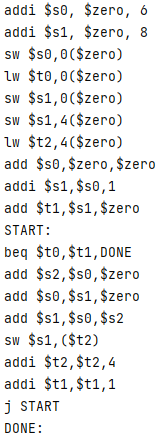 addi $s0, $zero, 6
addi $s1, $zero, 8
sw $s0,0($zero)
lw $t0,0($zero)
sw $s1,0($zero)
sw $s1,4($zero)
lw $t2,4($zero)
add $s0,$zero,$zero
addi $s1,$s0,1
add $t1,$s1,$zero
START:
beq $t0,$t1,DONE
add $s2,$s0,$zero
add $s0,$s1,$zero
add $s1,$s0,$s2
sw $s1,($t2)
addi $t2,$t2,4
addi $t1,$t1,1
j START
DONE: